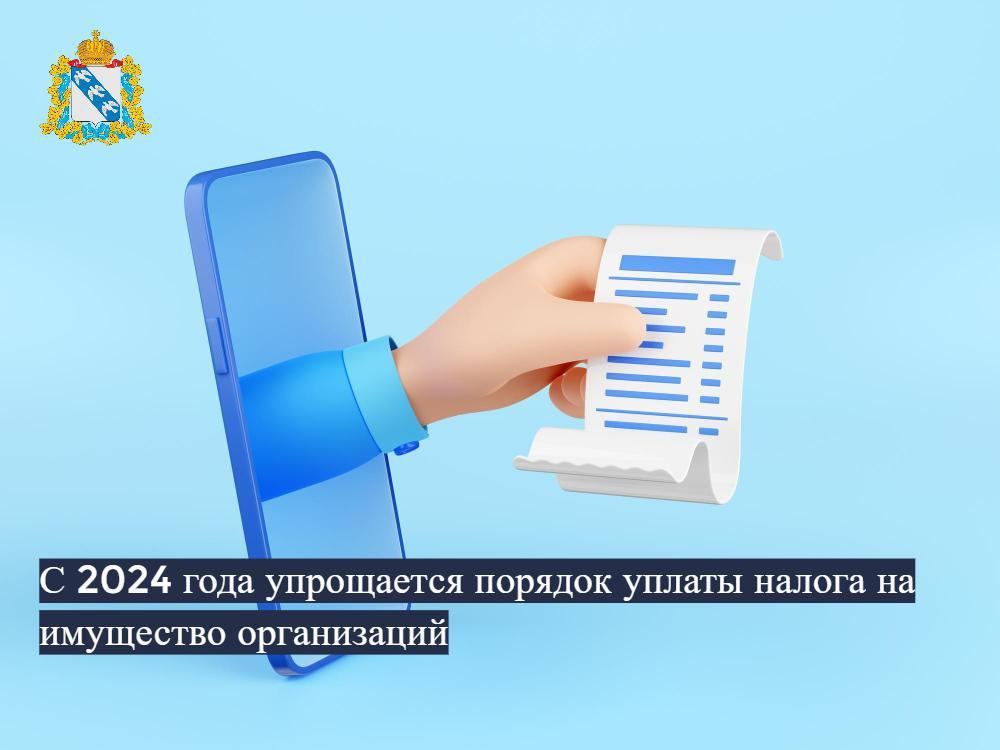 С 2024 года упрощается порядок уплаты налога на
имущество организаций